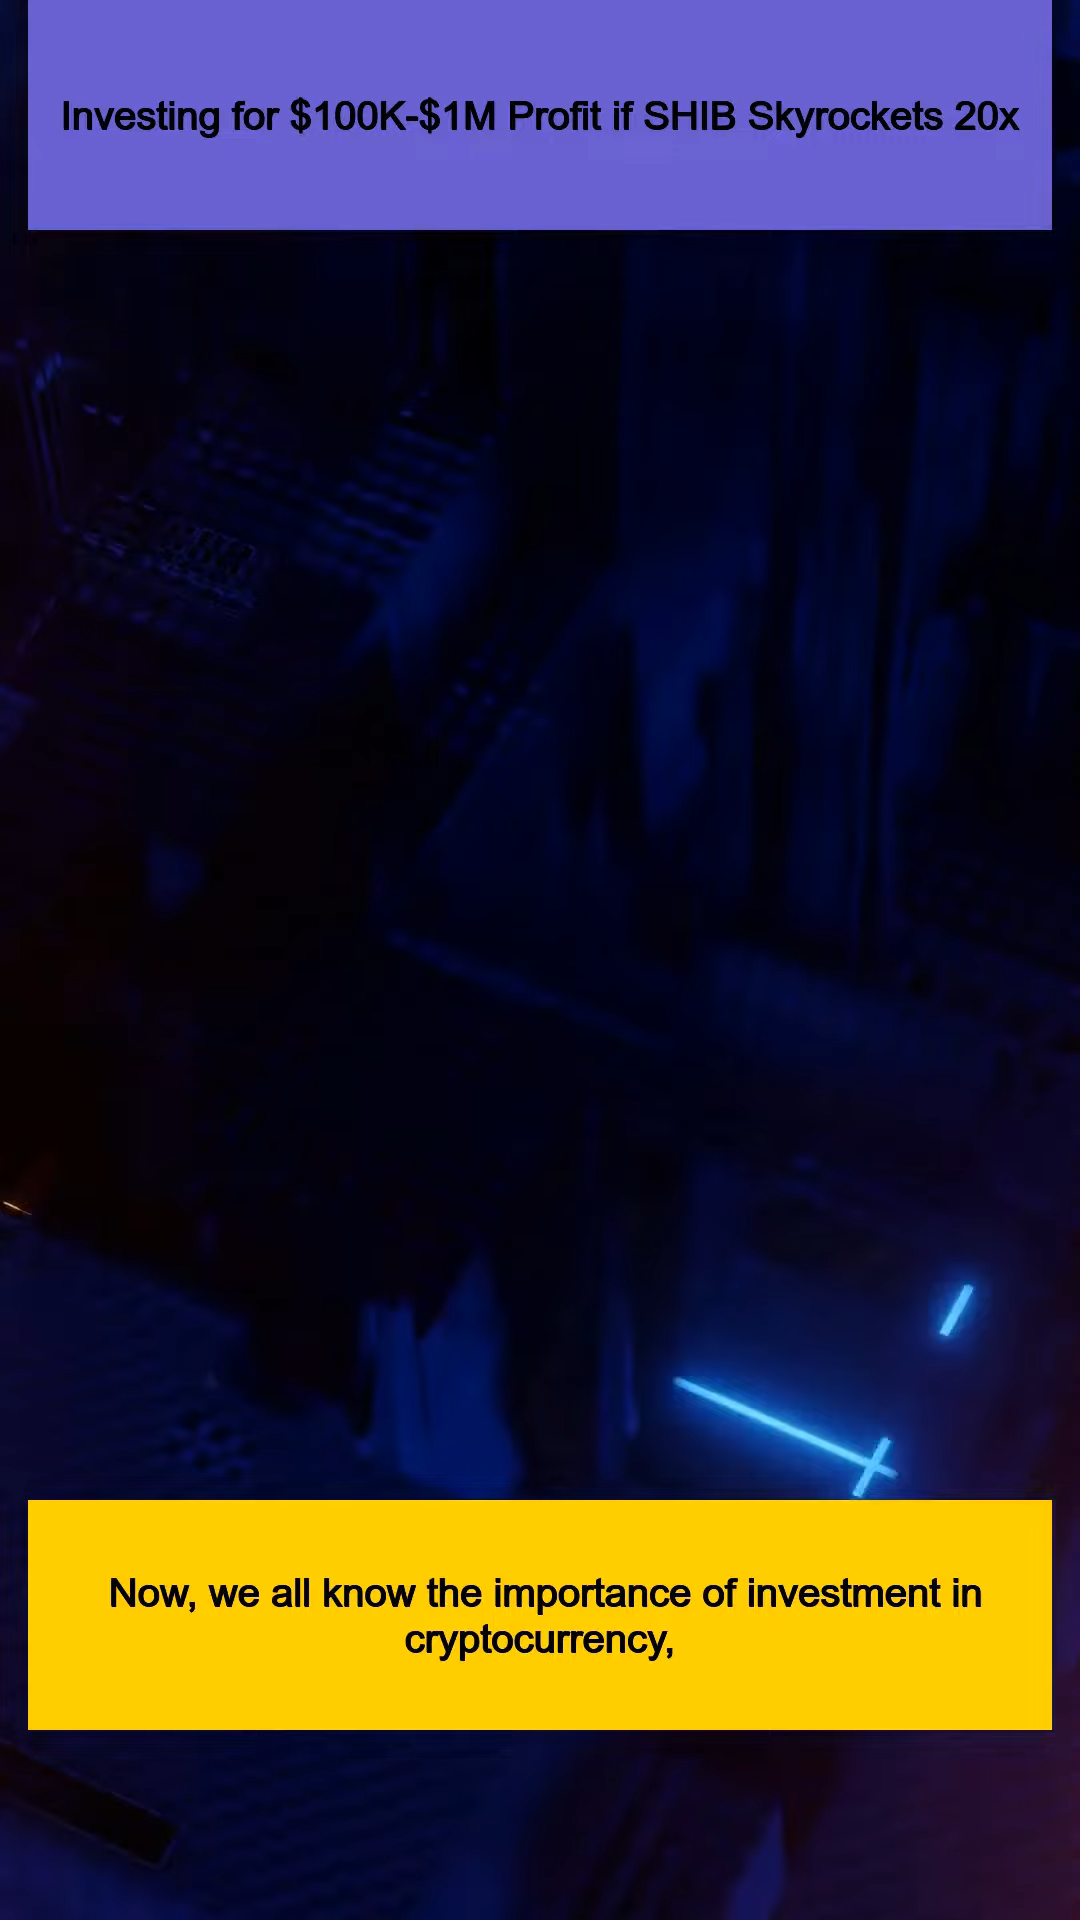 Investing for $100K-$1M Profit if SHIB Skyrockets 20x
Now, we all know the importance of investment in
cryptocurrency,